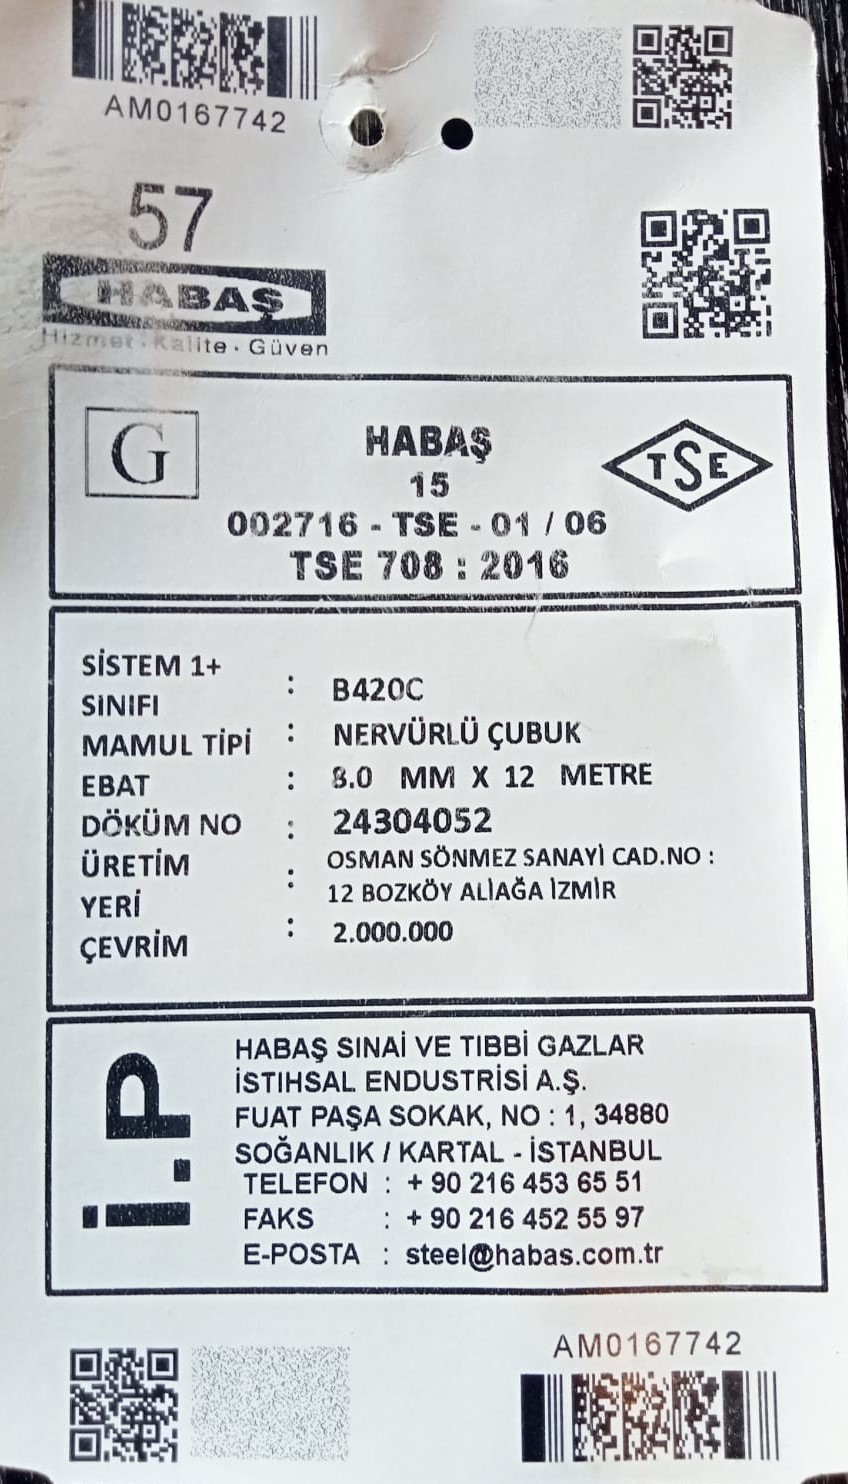 AM0167742
57
HABAŞ
Hizmet · Kalite · Güven
G
HABAŞ
15
002716 - TSE - 01 / 06
TSE 708 : 2016
TSE
SİSTEM 1+
SINIFI : B420C
MAMUL TİPİ : NERVÜRLÜ ÇUBUK
EBAT : 8.0 MM X 12 METRE
DÖKÜM NO : 24304052
ÜRETİM : OSMAN SÖNMEZ SANAYİ CAD.NO :
YERİ 12 BOZKÖY ALİAĞA İZMİR
ÇEVRİM : 2.000.000
İ.P
HABAŞ SINAİ VE TIBBİ GAZLAR
İSTIHSAL ENDUSTRİSİ A.Ş.
FUAT PAŞA SOKAK, NO : 1, 34880
SOĞANLIK / KARTAL - İSTANBUL
TELEFON : + 90 216 453 65 51
FAKS : + 90 216 452 55 97
E-POSTA : steel@habas.com.tr
AM0167742